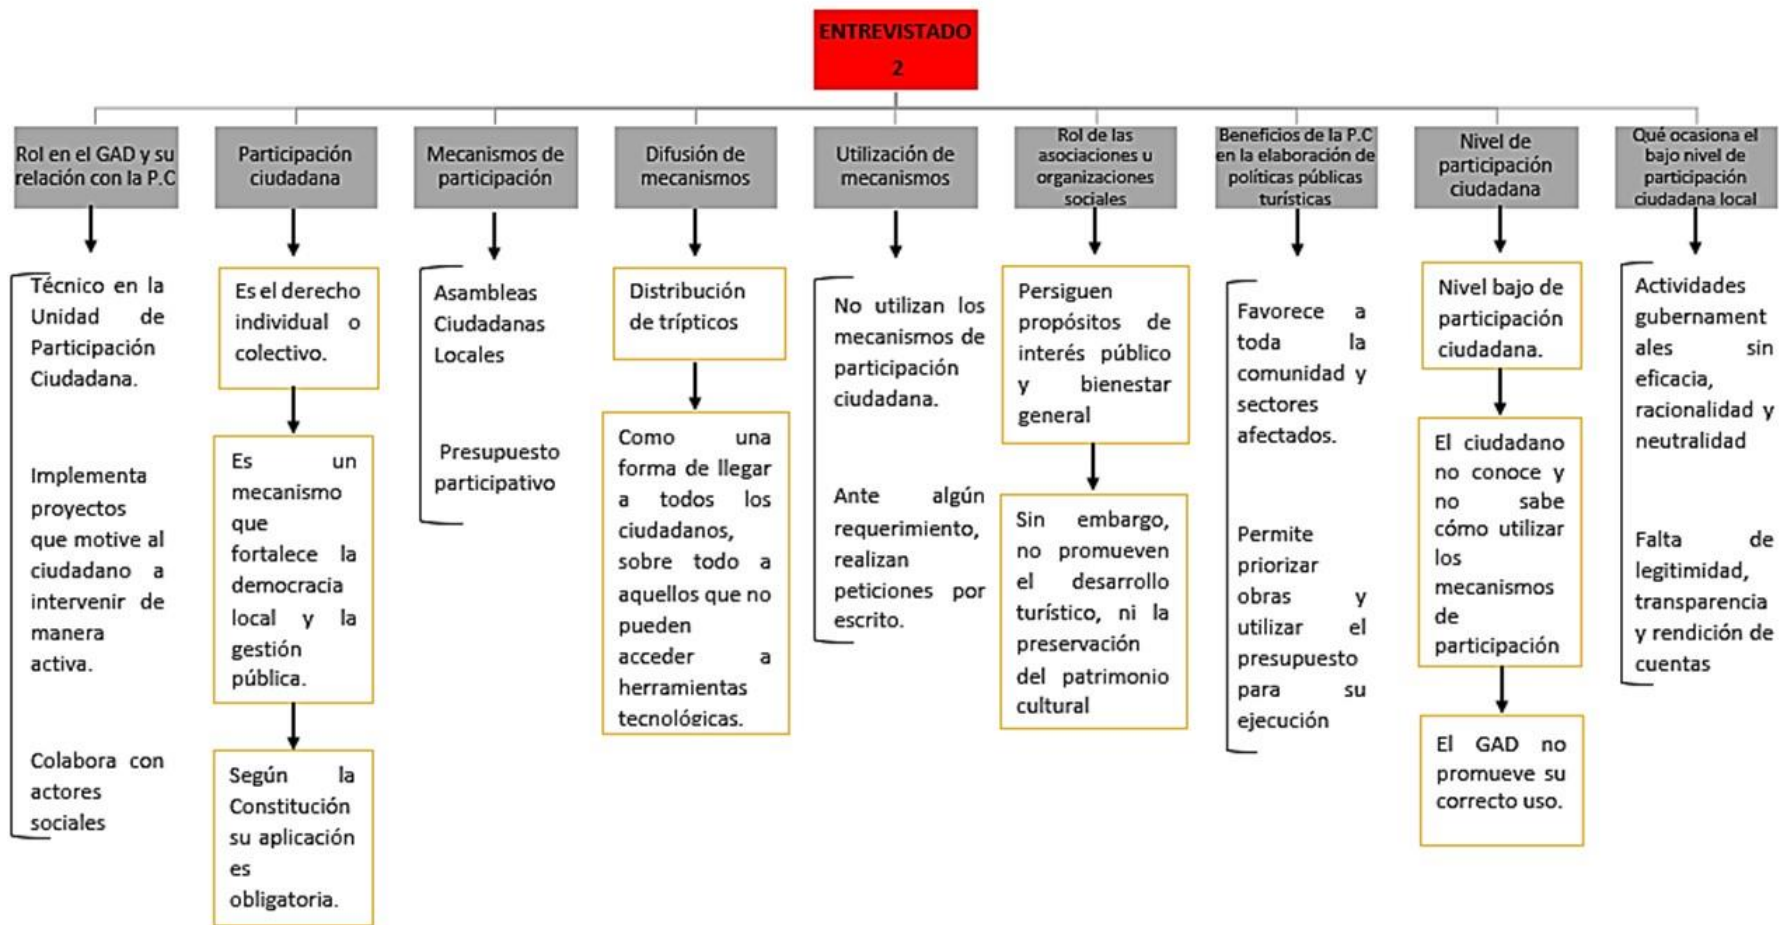 ENTREVISTADO
2
Rol en el GAD y su
relación con la P.C
Participación
ciudadana
Mecanismos de
participación
Difusión de
mecanismos
Utilización de
mecanismos
Rol de las
asociaciones u
organizaciones
sociales
Beneficios de la P.C
en la elaboración de
políticas públicas
turísticas
Nivel de
participación
ciudadana
Qué ocasiona el
bajo nivel de
participación
ciudadana local
Técnico en la
Unidad de
Participación
Ciudadana.
Implementa
proyectos
que motive al
ciudadano a
intervenir de
manera
activa.
Colabora con
actores
sociales
Es el derecho
individual o
colectivo.
Es un
mecanismo
que
fortalece la
democracia
local y la
gestión
pública.
Según la
Constitución
su aplicación
es
obligatoria.
Asambleas
Ciudadanas
Locales
Presupuesto
participativo
Distribución
de trípticos
Como una
forma de llegar
a todos los
ciudadanos,
sobre todo a
aquellos que no
pueden
acceder a
herramientas
tecnológicas.
No utilizan los
mecanismos de
participación
ciudadana.
Ante algún
requerimiento,
realizan
peticiones por
escrito.
Persiguen
propósitos de
interés público
y bienestar
general
Sin embargo,
no promueven
el desarrollo
turístico, ni la
preservación
del patrimonio
cultural
Favorece a
toda la
comunidad y
sectores
afectados.
Permite
priorizar
obras y
utilizar el
presupuesto
para su
ejecución
Nivel bajo de
participación
ciudadana.
El ciudadano
no conoce y
no sabe
cómo utilizar
los
mecanismos
de
participación
El GAD no
promueve su
correcto uso.
Actividades
gubernament
ales sin
eficacia,
racionalidad y
neutralidad
Falta de
legitimidad,
transparencia
y rendición de
cuentas